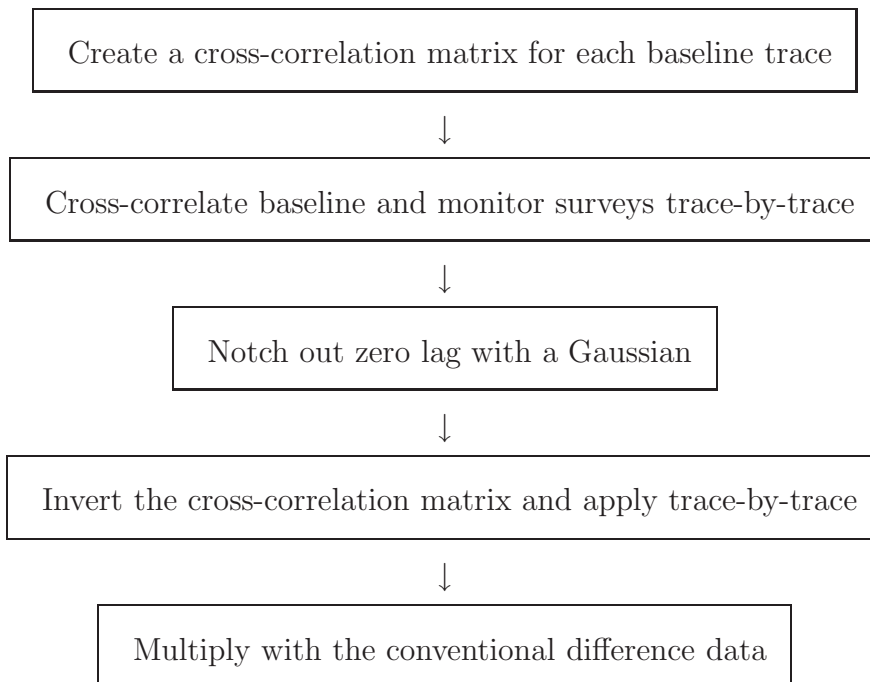 Create a cross-correlation matrix for each baseline trace
↓
Cross-correlate baseline and monitor surveys trace-by-trace
↓
Notch out zero lag with a Gaussian
↓
Invert the cross-correlation matrix and apply trace-by-trace
↓
Multiply with the conventional difference data